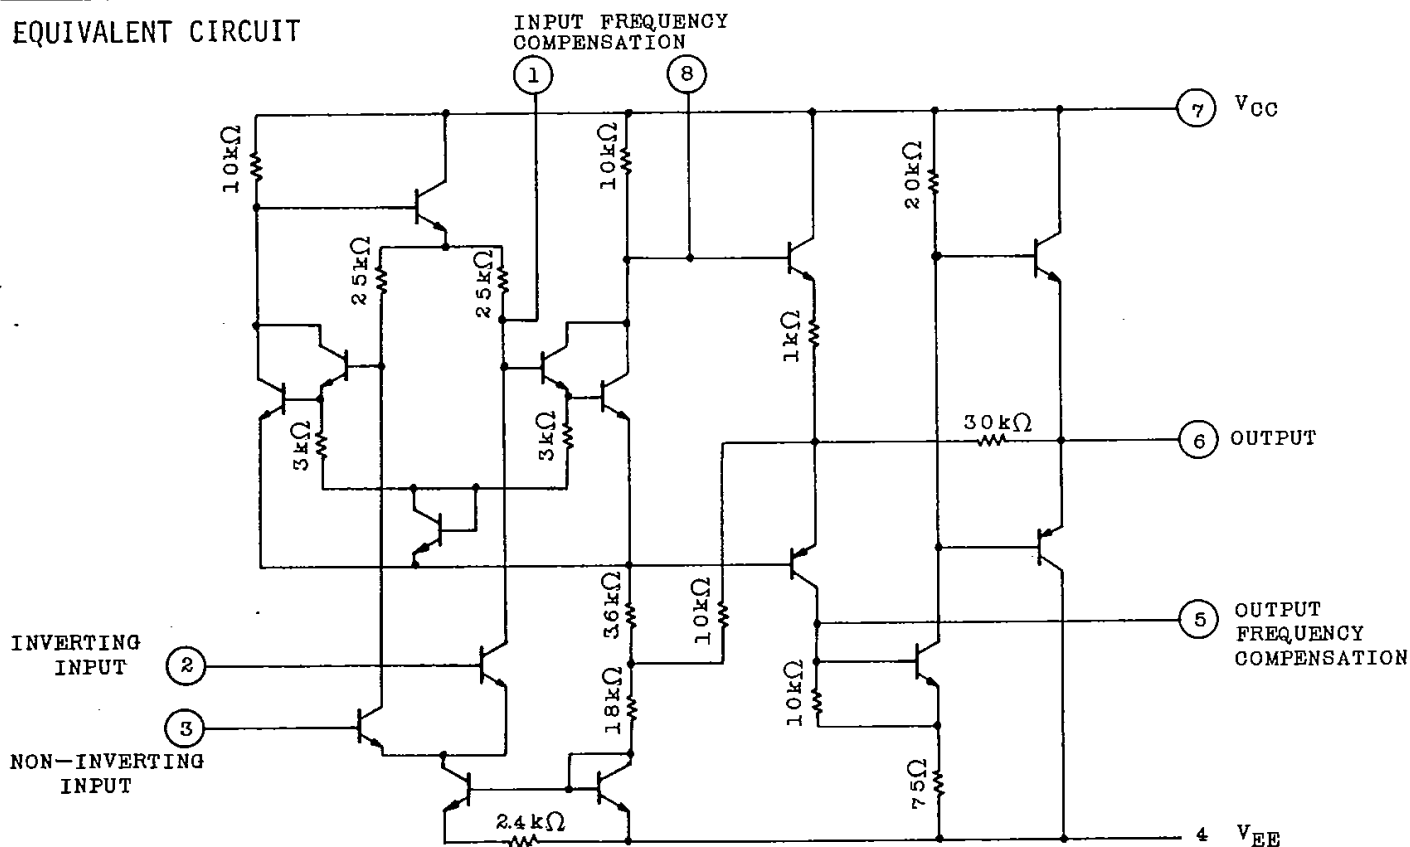 EQUIVALENT CIRCUIT
INPUT FREQUENCY
COMPENSATION
1
8
7 VCC
10kΩ
10kΩ
20kΩ
25kΩ
25kΩ
1kΩ
3kΩ
3kΩ
30kΩ
6 OUTPUT
36kΩ
10kΩ
5 OUTPUT
FREQUENCY
COMPENSATION
INVERTING
INPUT
2
18kΩ
10kΩ
3
NON-INVERTING
INPUT
75Ω
2.4kΩ
4 VEE